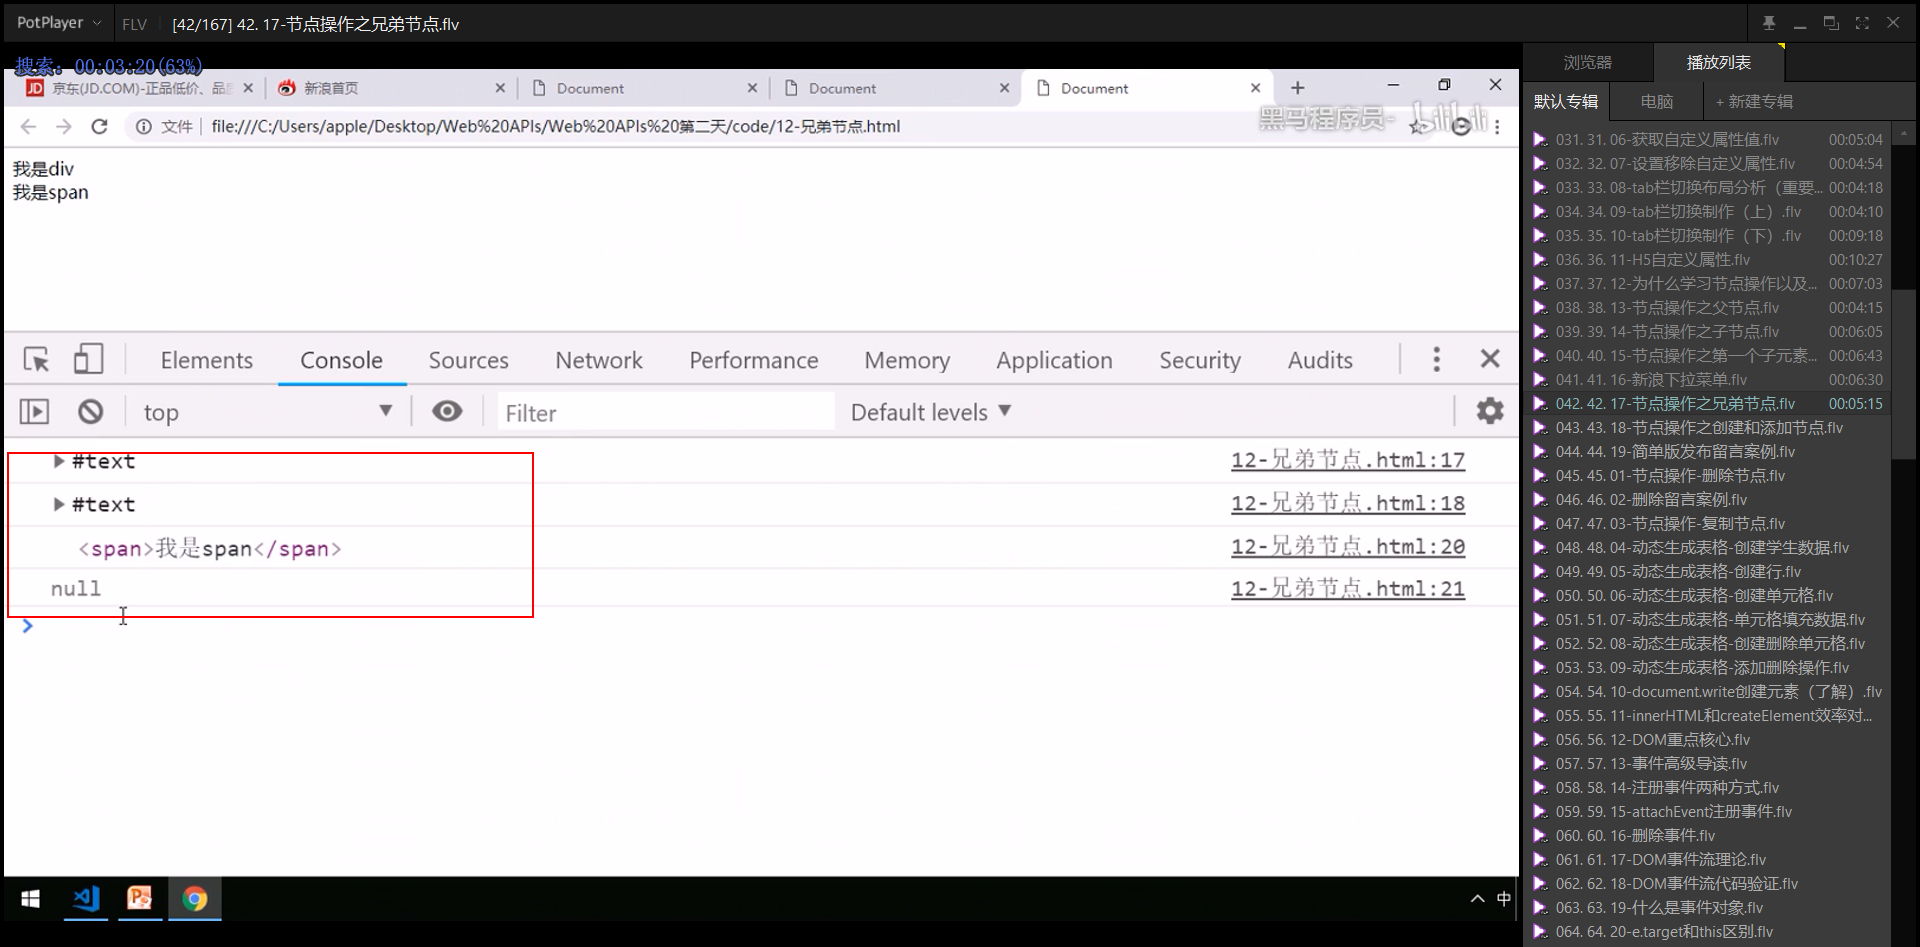 PotPlayer
FLV
[42/167] 42. 17-节点操作之兄弟节点.flv
搜索: 00:03:20(63%)
京东(JD.COM)-正品低价、品
新浪首页
Document
Document
Document
文件
file:///C:/Users/apple/Desktop/Web%20APIs/Web%20APIs%20第二天/code/12-兄弟节点.html
黑马程序员-
bilibili
我是div
我是span
Elements Console Sources Network Performance Memory Application Security Audits
top
Filter
Default levels
#text
12-兄弟节点.html:17
#text
12-兄弟节点.html:18
<span>我是span</span>
12-兄弟节点.html:20
null
12-兄弟节点.html:21
中
浏览器
播放列表
默认专辑
电脑
+ 新建专辑
031. 31. 06-获取自定义属性值.flv 00:05:04
032. 32. 07-设置移除自定义属性.flv 00:04:54
033. 33. 08-tab栏切换布局分析（重要... 00:04:18
034. 34. 09-tab栏切换制作（上）.flv 00:04:10
035. 35. 10-tab栏切换制作（下）.flv 00:09:18
036. 36. 11-H5自定义属性.flv 00:10:27
037. 37. 12-为什么学习节点操作以及... 00:07:03
038. 38. 13-节点操作之父节点.flv 00:04:15
039. 39. 14-节点操作之子节点.flv 00:06:05
040. 40. 15-节点操作之第一个子元素... 00:06:43
041. 41. 16-新浪下拉菜单.flv 00:06:30
042. 42. 17-节点操作之兄弟节点.flv 00:05:15
043. 43. 18-节点操作之创建和添加节点.flv
044. 44. 19-简单版发布留言案例.flv
045. 45. 01-节点操作-删除节点.flv
046. 46. 02-删除留言案例.flv
047. 47. 03-节点操作-复制节点.flv
048. 48. 04-动态生成表格-创建学生数据.flv
049. 49. 05-动态生成表格-创建行.flv
050. 50. 06-动态生成表格-创建单元格.flv
051. 51. 07-动态生成表格-单元格填充数据.flv
052. 52. 08-动态生成表格-创建删除单元格.flv
053. 53. 09-动态生成表格-添加删除操作.flv
054. 54. 10-document.write创建元素（了解）.flv
055. 55. 11-innerHTML和createElement效率对...
056. 56. 12-DOM重点核心.flv
057. 57. 13-事件高级导读.flv
058. 58. 14-注册事件两种方式.flv
059. 59. 15-attachEvent注册事件.flv
060. 60. 16-删除事件.flv
061. 61. 17-DOM事件流理论.flv
062. 62. 18-DOM事件流代码验证.flv
063. 63. 19-什么是事件对象.flv
064. 64. 20-e.target和this区别.flv